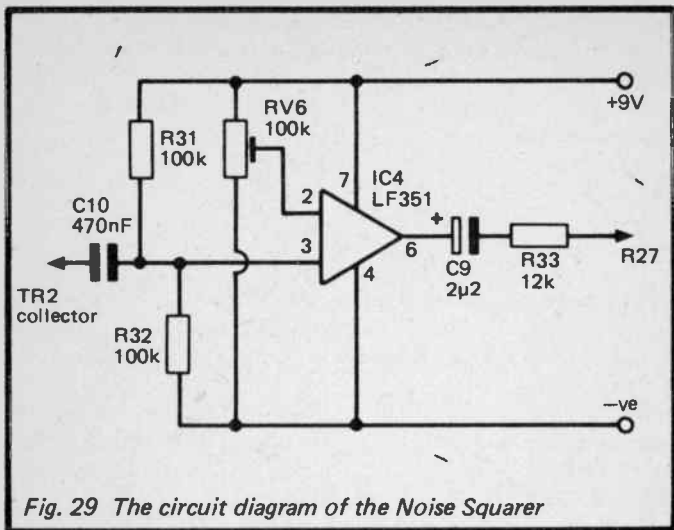 +9V
RV6
100k
R31
100k
IC4
LF351
C10
470nF
2
7
3
6
4
+
C9
2µ2
R33
12k
R27
TR2
collector
R32
100k
—ve
Fig. 29 The circuit diagram of the Noise Squarer